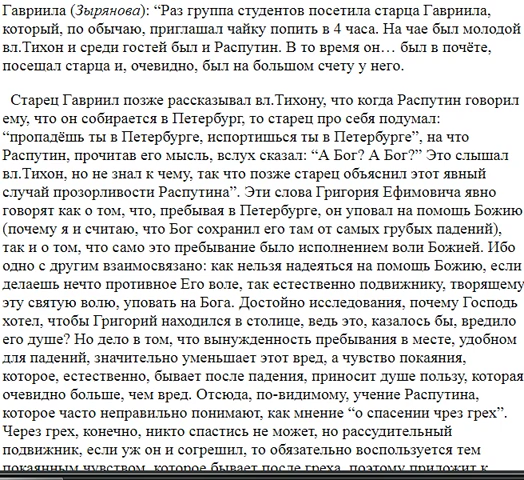 Гавриила (Зырянова): “Раз группа студентов посетила старца Гавриила,
который, по обычаю, приглашал чайку попить в 4 часа. На чае был молодой
вл.Тихон и среди гостей был и Распутин. В то время он… был в почёте,
посещал старца и, очевидно, был на большом счету у него.
Старец Гавриил позже рассказывал вл.Тихону, что когда Распутин говорил
ему, что он собирается в Петербург, то старец про себя подумал:
“пропадёшь ты в Петербурге, испортишься ты в Петербурге”, на что
Распутин, прочитав его мысль, вслух сказал: “А Бог? А Бог?” Это слышал
вл.Тихон, но не знал к чему, так что позже старец объяснил этот явный
случай прозорливости Распутина”. Эти слова Григория Ефимовича явно
говорят как о том, что, пребывая в Петербурге, он уповал на помощь Божию
(почему я и считаю, что Бог сохранил его там от самых грубых падений),
так и о том, что само это пребывание было исполнением воли Божией. Ибо
одно с другим взаимосвязано: как нельзя надеяться на помощь Божию, если
делаешь нечто противное Его воле, так естественно подвижнику, творящему
эту святую волю, уповать на Бога. Достойно исследования, почему Господь
хотел, чтобы Григорий находился в столице, ведь это, казалось бы, вредило
его душе? Но дело в том, что вынужденность пребывания в месте, удобном
для падений, значительно уменьшает этот вред, а чувство покаяния,
которое, естественно, бывает после падения, приносит душе пользу, которая
очевидно больше, чем вред. Отсюда, по-видимому, учение Распутина,
которое часто неправильно понимают, как мнение “о спасении чрез грех”.
Через грех, конечно, никто спастись не может, но рассудительный
подвижник, если уж он и согрешил, то обязательно воспользуется тем
покаянным чувством, которое бывает после греха, поэтому приложит к